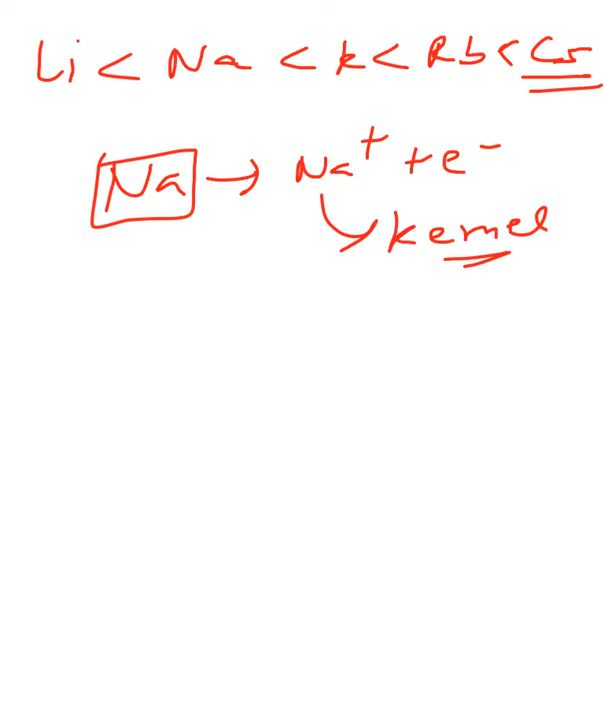 Li < Na < K < Rb < Cs
Na → Na⁺ + e⁻
kernel